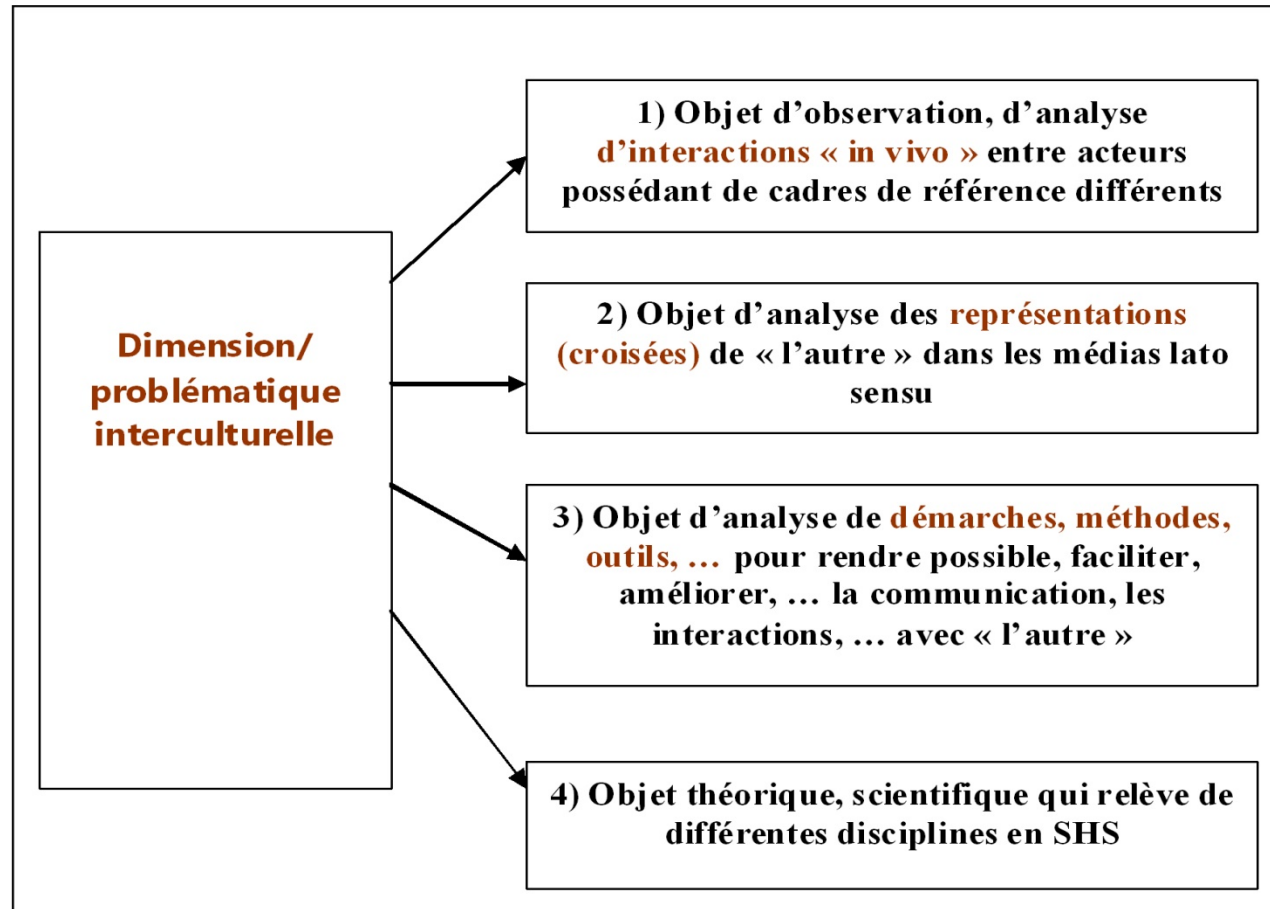 Dimension/
problématique
interculturelle
1) Objet d’observation, d’analyse
d’interactions « in vivo » entre acteurs
possédant de cadres de référence différents
2) Objet d’analyse des représentations
(croisées) de « l’autre » dans les médias lato
sensu
3) Objet d’analyse de démarches, méthodes,
outils, … pour rendre possible, faciliter,
améliorer, … la communication, les
interactions, … avec « l’autre »
4) Objet théorique, scientifique qui relève de
différentes disciplines en SHS